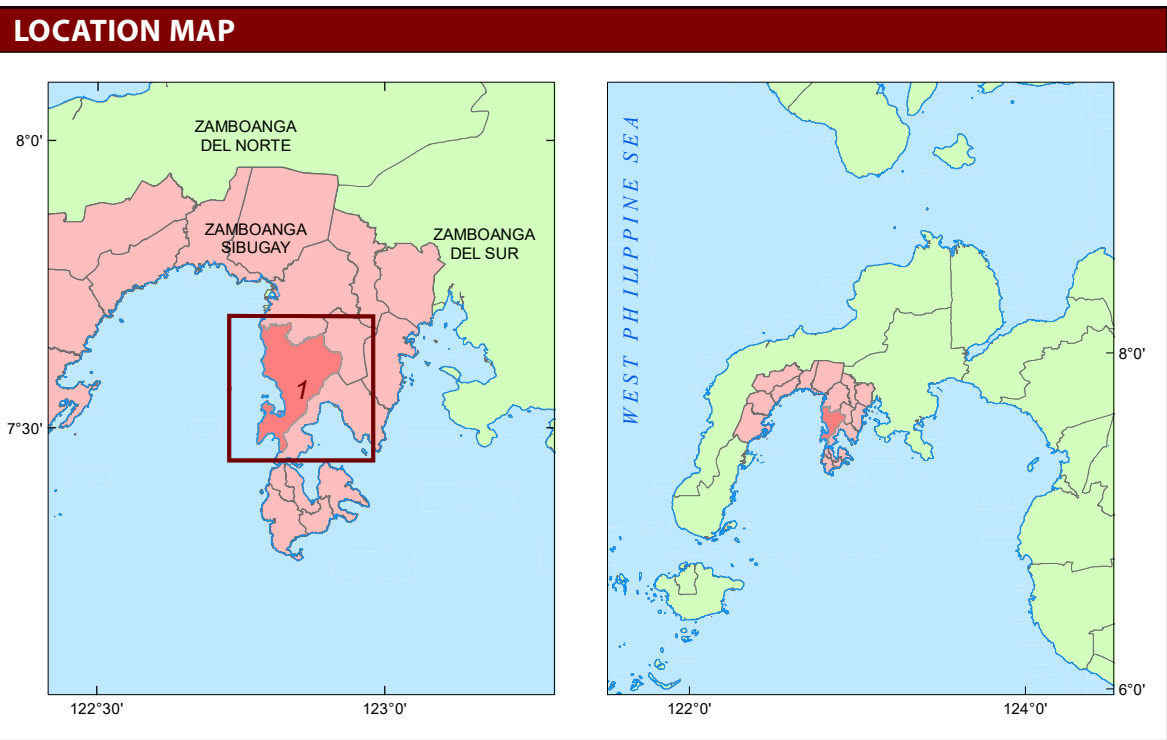 LOCATION MAP
ZAMBOANGA
DEL NORTE
8°0'
ZAMBOANGA
SIBUGAY
ZAMBOANGA
DEL SUR
1
7°30'
122°30'
123°0'
WEST PHILIPPINE SEA
8°0'
6°0'
122°0'
124°0'